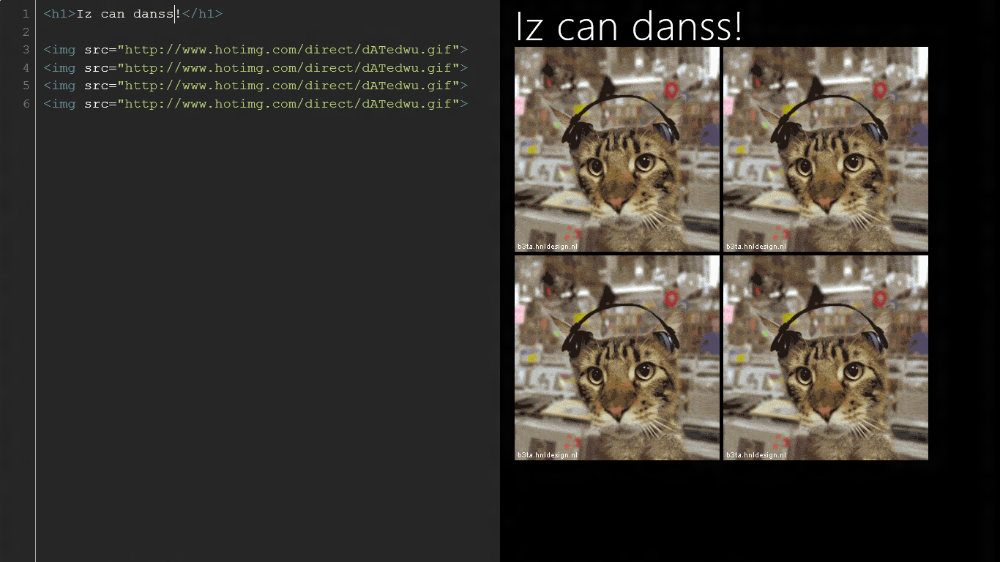 1 <h1>Iz can danss!</h1>
2
3 <img src="http://www.hotimg.com/direct/dATedwu.gif">
4 <img src="http://www.hotimg.com/direct/dATedwu.gif">
5 <img src="http://www.hotimg.com/direct/dATedwu.gif">
6 <img src="http://www.hotimg.com/direct/dATedwu.gif">
Iz can danss!
b3ta.hnldesign.nl
b3ta.hnldesign.nl
b3ta.hnldesign.nl
b3ta.hnldesign.nl